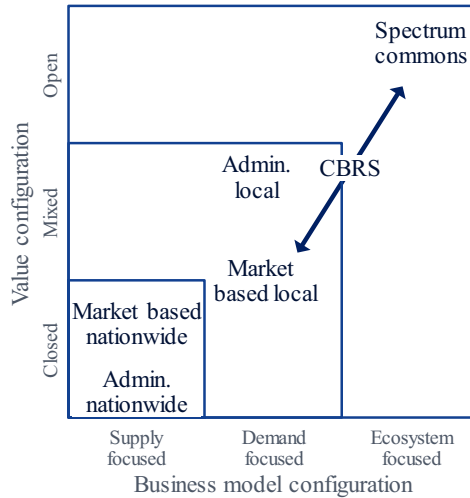 Spectrum
commons
Open
Admin.
local
CBRS
Mixed
Value configuration
Market
based local
Market based
nationwide
Closed
Admin.
nationwide
Supply
focused
Demand
focused
Ecosystem
focused
Business model configuration